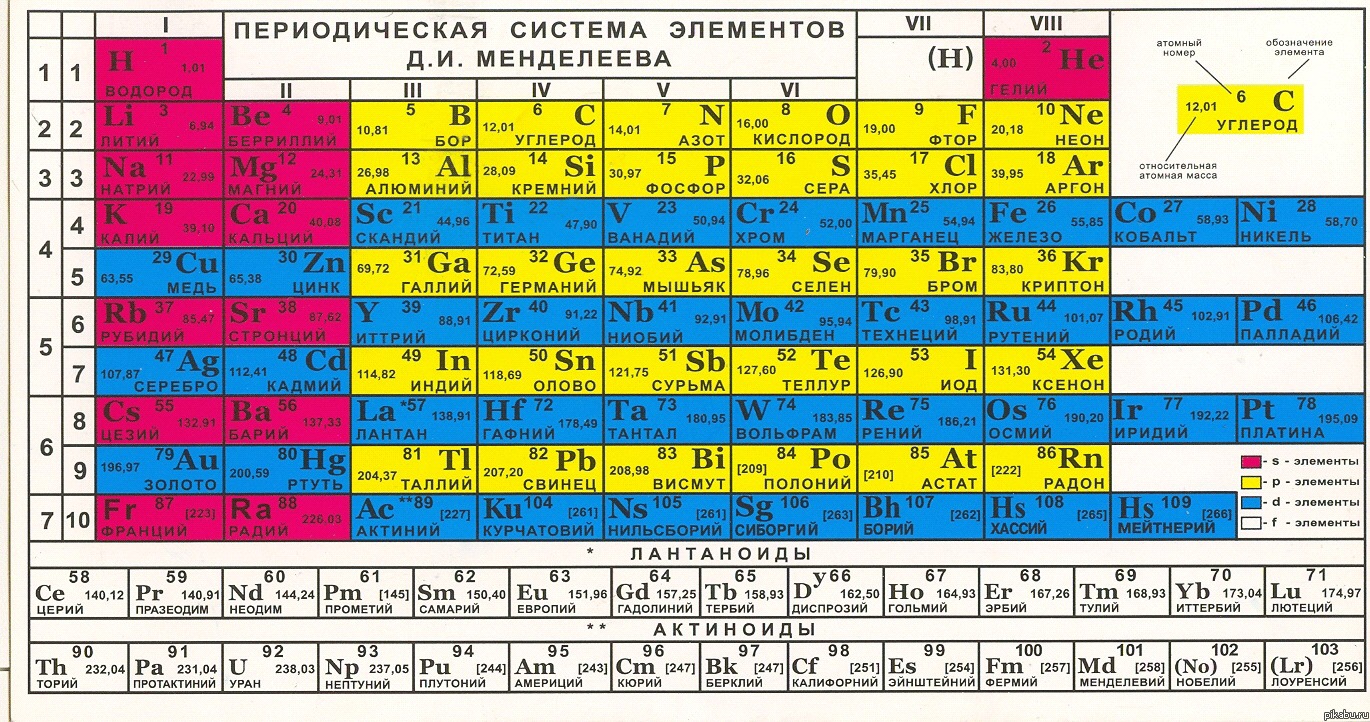 I
ПЕРИОДИЧЕСКАЯ СИСТЕМА ЭЛЕМЕНТОВ
VII VIII
Д.И. МЕНДЕЛЕЕВА
1 1 H 1 1,01 ВОДОРОД (H) 4,00 2 He ГЕЛИЙ
II III IV V VI
атомный номер обозначение элемента
12,01 6 C УГЛЕРОД
относительная атомная масса
2 2 Li 3 6,94 ЛИТИЙ Be 4 9,01 БЕРРИЛЛИЙ 10,81 5 B БОР 12,01 6 C УГЛЕРОД 14,01 7 N АЗОТ 16,00 8 O КИСЛОРОД 19,00 9 F ФТОР 20,18 10 Ne НЕОН
3 3 Na 11 22,99 НАТРИЙ Mg 12 24,31 МАГНИЙ 26,98 13 Al АЛЮМИНИЙ 28,09 14 Si КРЕМНИЙ 30,97 15 P ФОСФОР 32,06 16 S СЕРА 35,45 17 Cl ХЛОР 39,95 18 Ar АРГОН
4 4 K 19 39,10 КАЛИЙ Ca 20 40,08 КАЛЬЦИЙ Sc 21 44,96 СКАНДИЙ Ti 22 47,90 ТИТАН V 23 50,94 ВАНАДИЙ Cr 24 52,00 ХРОМ Mn 25 54,94 МАРГАНЕЦ Fe 26 55,85 ЖЕЛЕЗО Co 27 58,93 КОБАЛЬТ Ni 28 58,70 НИКЕЛЬ
5 63,55 29 Cu МЕДЬ 65,38 30 Zn ЦИНК 69,72 31 Ga ГАЛЛИЙ 72,59 32 Ge ГЕРМАНИЙ 74,92 33 As МЫШЬЯК 78,96 34 Se СЕЛЕН 79,90 35 Br БРОМ 83,80 36 Kr КРИПТОН
5 6 Rb 37 85,47 РУБИДИЙ Sr 38 87,62 СТРОНЦИЙ Y 39 88,91 ИТТРИЙ Zr 40 91,22 ЦИРКОНИЙ Nb 41 92,91 НИОБИЙ Mo 42 95,94 МОЛИБДЕН Tc 43 98,91 ТЕХНЕЦИЙ Ru 44 101,07 РУТЕНИЙ Rh 45 102,91 РОДИЙ Pd 46 106,42 ПАЛЛАДИЙ
7 107,87 47 Ag СЕРЕБРО 112,41 48 Cd КАДМИЙ 114,82 49 In ИНДИЙ 118,69 50 Sn ОЛОВО 121,75 51 Sb СУРЬМА 127,60 52 Te ТЕЛЛУР 126,90 53 I ИОД 131,30 54 Xe КСЕНОН
6 8 Cs 55 132,91 ЦЕЗИЙ Ba 56 137,33 БАРИЙ La *57 138,91 ЛАНТАН Hf 72 178,49 ГАФНИЙ Ta 73 180,95 ТАНТАЛ W 74 183,85 ВОЛЬФРАМ Re 75 186,21 РЕНИЙ Os 76 190,20 ОСМИЙ Ir 77 192,22 ИРИДИЙ Pt 78 195,09 ПЛАТИНА
9 196,97 79 Au ЗОЛОТО 200,59 80 Hg РТУТЬ 204,37 81 Tl ТАЛЛИЙ 207,20 82 Pb СВИНЕЦ 208,98 83 Bi ВИСМУТ [209] 84 Po ПОЛОНИЙ [210] 85 At АСТАТ [222] 86 Rn РАДОН
7 10 Fr 87 [223] ФРАНЦИЙ Ra 88 226,03 РАДИЙ Ac **89 [227] АКТИНИЙ Ku 104 [261] КУРЧАТОВИЙ Ns 105 [261] НИЛЬСБОРИЙ Sg 106 [263] СИБОРГИЙ Bh 107 [262] БОРИЙ Hs 108 [265] ХАССИЙ Hs 109 [266] МЕЙТНЕРИЙ
- s - элементы
- p - элементы
- d - элементы
- f - элементы
* ЛАНТАНОИДЫ
58 59 60 61 62 63 64 65 66 67 68 69 70 71
Ce 140,12 Pr 140,91 Nd 144,24 Pm [145] Sm 150,40 Eu 151,96 Gd 157,25 Tb 158,93 Dy 162,50 Ho 164,93 Er 167,26 Tm 168,93 Yb 173,04 Lu 174,97
ЦЕРИЙ ПРАЗЕОДИМ НЕОДИМ ПРОМЕТИЙ САМАРИЙ ЕВРОПИЙ ГАДОЛИНИЙ ТЕРБИЙ ДИСПРОЗИЙ ГОЛЬМИЙ ЭРБИЙ ТУЛИЙ ИТТЕРБИЙ ЛЮТЕЦИЙ
** АКТИНОИДЫ
90 91 92 93 94 95 96 97 98 99 100 101 102 103
Th 232,04 Pa 231,04 U 238,03 Np 237,05 Pu [244] Am [243] Cm [247] Bk [247] Cf [251] Es [254] Fm [257] Md [258] (No) [255] (Lr) [256]
ТОРИЙ ПРОТАКТИНИЙ УРАН НЕПТУНИЙ ПЛУТОНИЙ АМЕРИЦИЙ КЮРИЙ БЕРКЛИЙ КАЛИФОРНИЙ ЭЙНШТЕЙНИЙ ФЕРМИЙ МЕНДЕЛЕВИЙ НОБЕЛИЙ ЛОУРЕНСИЙ
pikabu.ru